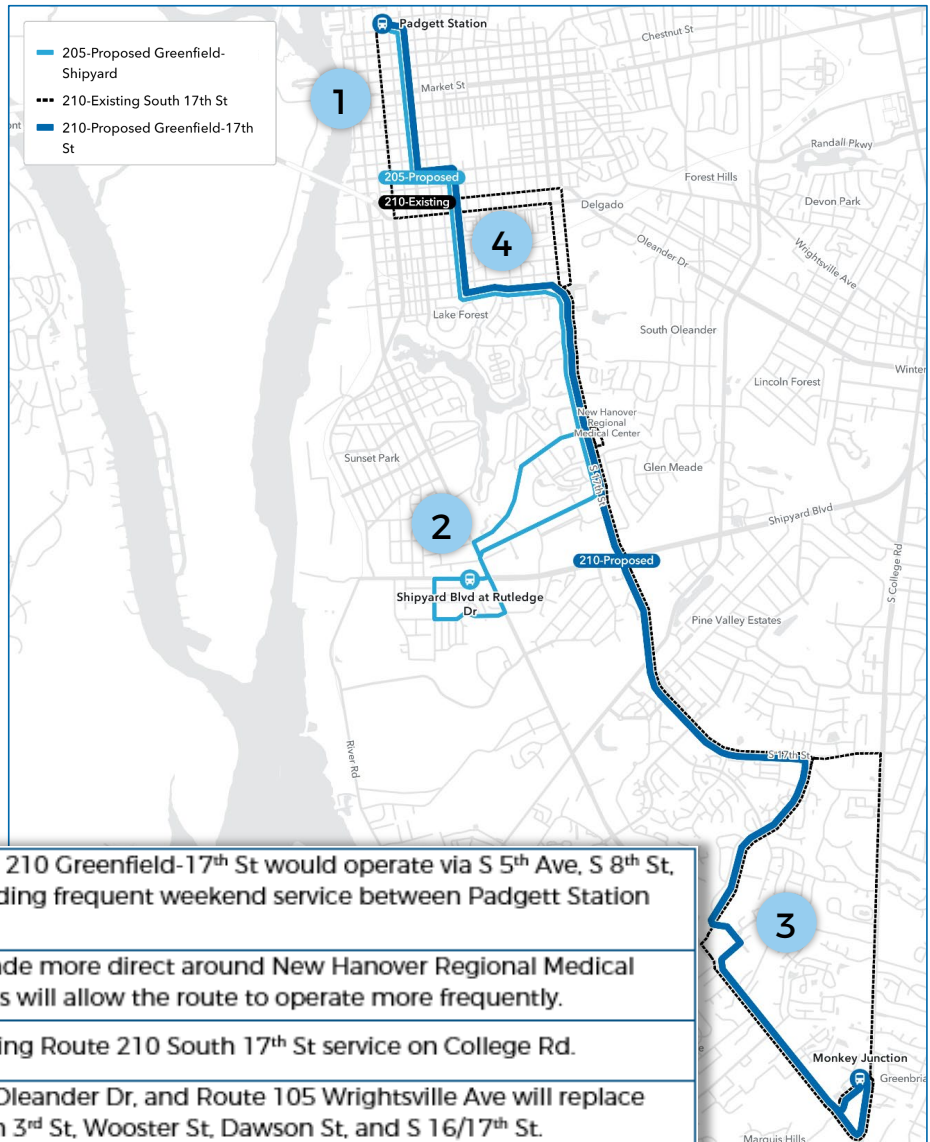 Padgett Station
205-Proposed Greenfield-
Shipyard
210-Existing South 17th St
210-Proposed Greenfield-17th
St
Chestnut St
Market St
1
ont
Randall Pkwy
Forest Hills
205-Proposed
210-Existing
Delgado
Devon Park
4
Oleander Dr
Wrightsville Ave
Lake Forest
South Oleander
Winter
Lincoln Forest
New Hanover
Regional
Medical Center
Sunset Park
Glen Meade
S 17th St
2
Shipyard Blvd
210-Proposed
S College Rd
Shipyard Blvd at Rutledge
Dr
Pine Valley Estates
River Rd
S 17th St
210 Greenfield-17th St would operate via S 5th Ave, S 8th St,
ding frequent weekend service between Padgett Station
3
ade more direct around New Hanover Regional Medical
s will allow the route to operate more frequently.
ing Route 210 South 17th St service on College Rd.
Monkey Junction
Greenbria
Oleander Dr, and Route 105 Wrightsville Ave will replace
n 3rd St, Wooster St, Dawson St, and S 16/17th St.
Marquis Hills